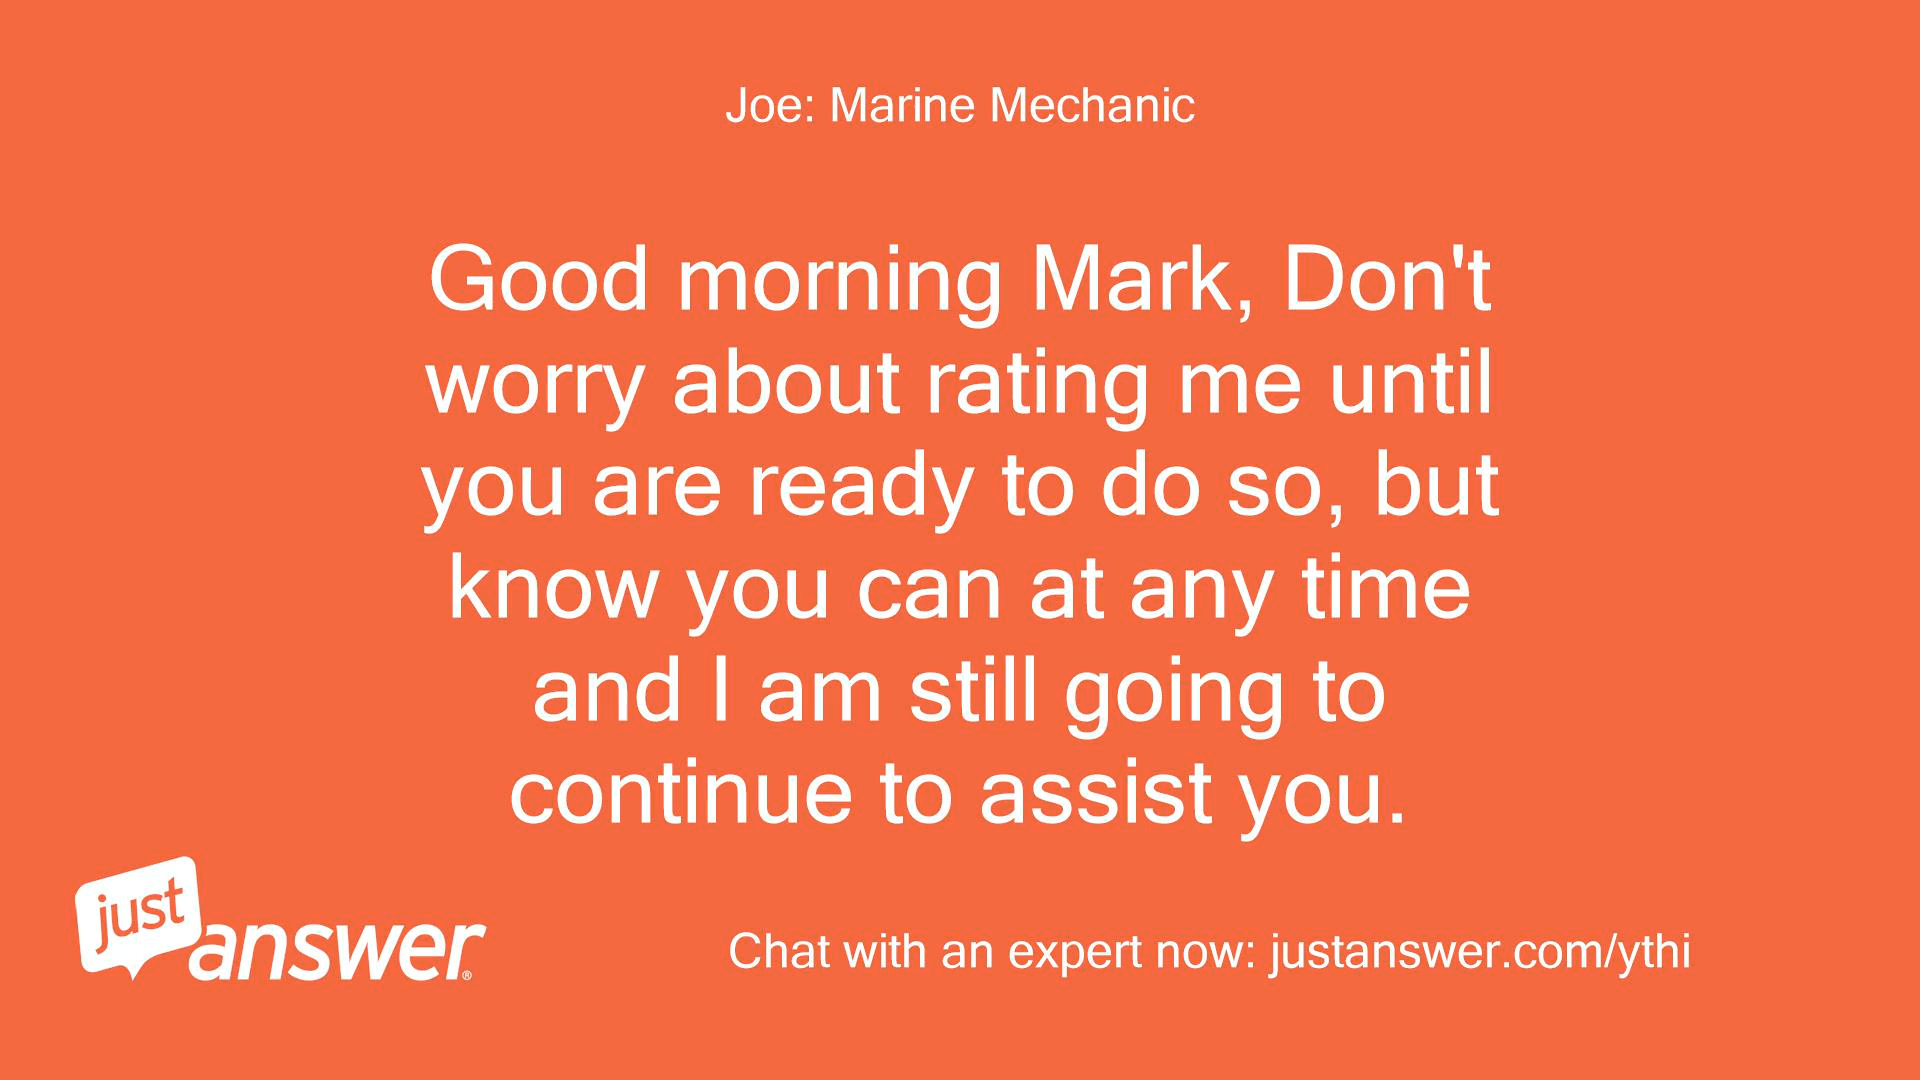 Joe: Marine Mechanic
Good morning Mark, Don't
worry about rating me until
you are ready to do so, but
know you can at any time
and I am still going to
continue to assist you.
just
answer®
Chat with an expert now: justanswer.com/ythi